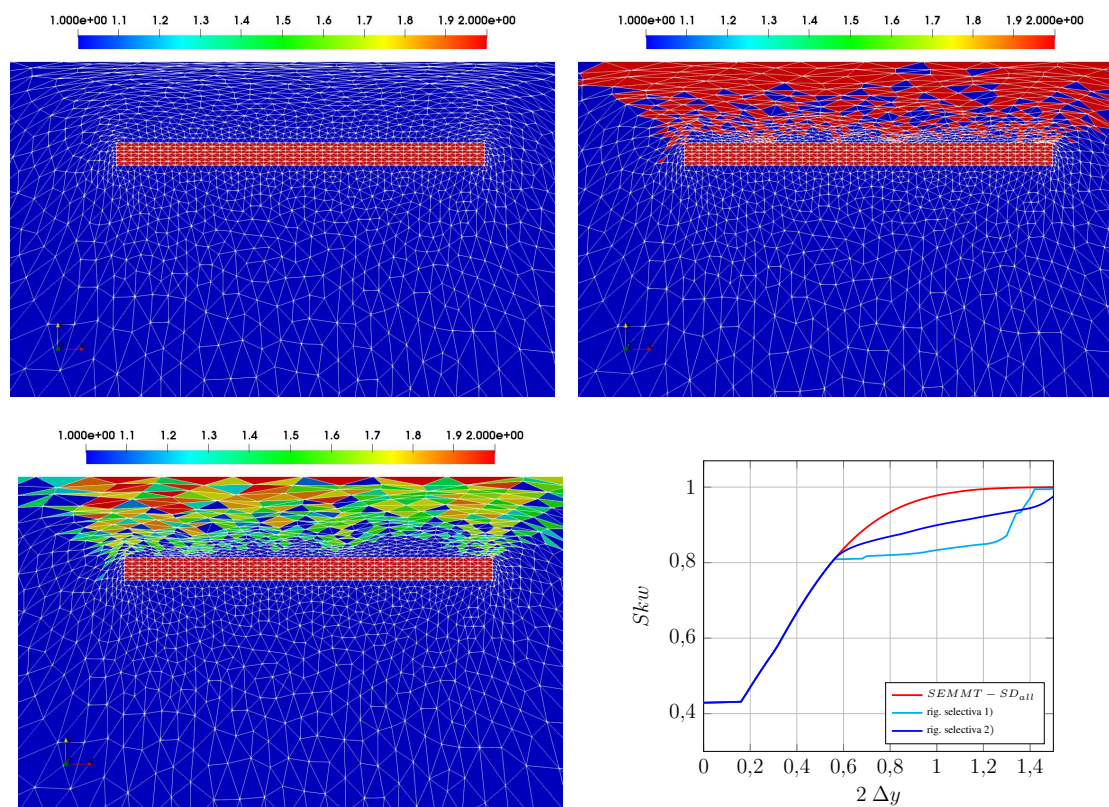 1.000e+00 1.1 1.2 1.3 1.4 1.5 1.6 1.7 1.8 1.9 2.000e+00
1.000e+00 1.1 1.2 1.3 1.4 1.5 1.6 1.7 1.8 1.9 2.000e+00
1.000e+00 1.1 1.2 1.3 1.4 1.5 1.6 1.7 1.8 1.9 2.000e+00
1
0,8
0,6
0,4
Skw
SEMMT − SD_all
rig. selectiva 1)
rig. selectiva 2)
0 0,2 0,4 0,6 0,8 1 1,2 1,4
2 Δy